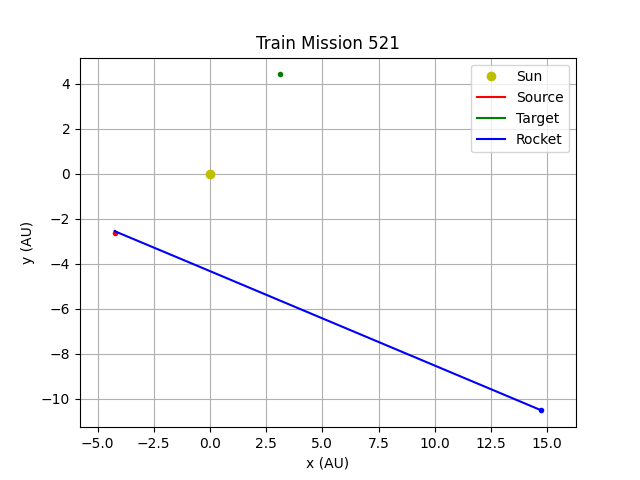 Train Mission 521
Sun
Source
Target
Rocket
4
2
0
−2
−4
−6
−8
−10
y (AU)
−5.0 −2.5 0.0 2.5 5.0 7.5 10.0 12.5 15.0
x (AU)